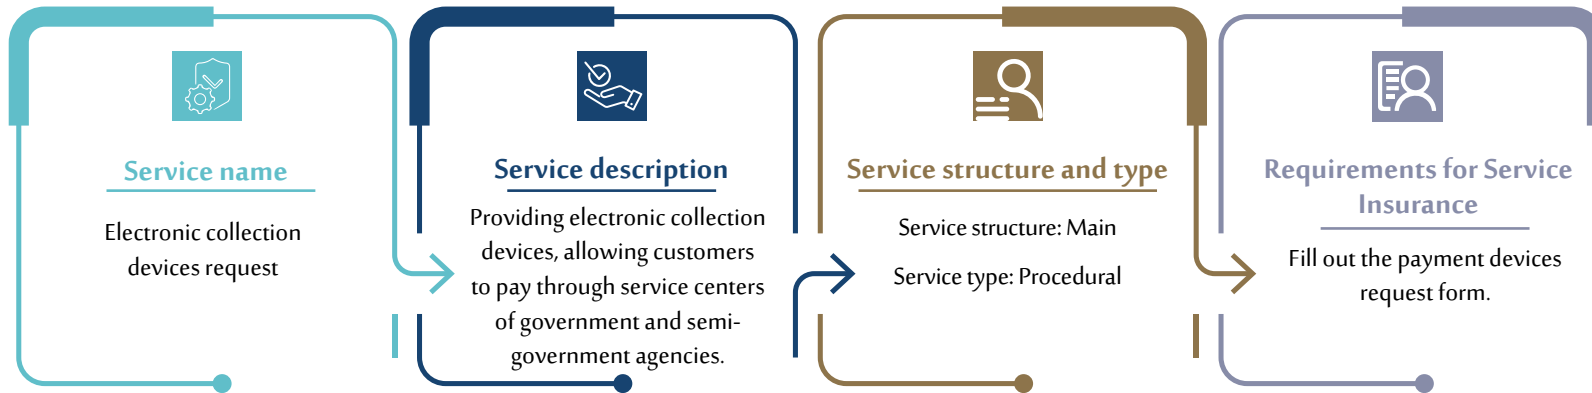 Service name
Electronic collection
devices request
Service description
Providing electronic collection
devices, allowing customers
to pay through service centers
of government and semi-
government agencies.
Service structure and type
Service structure: Main
Service type: Procedural
Requirements for Service
Insurance
Fill out the payment devices
request form.